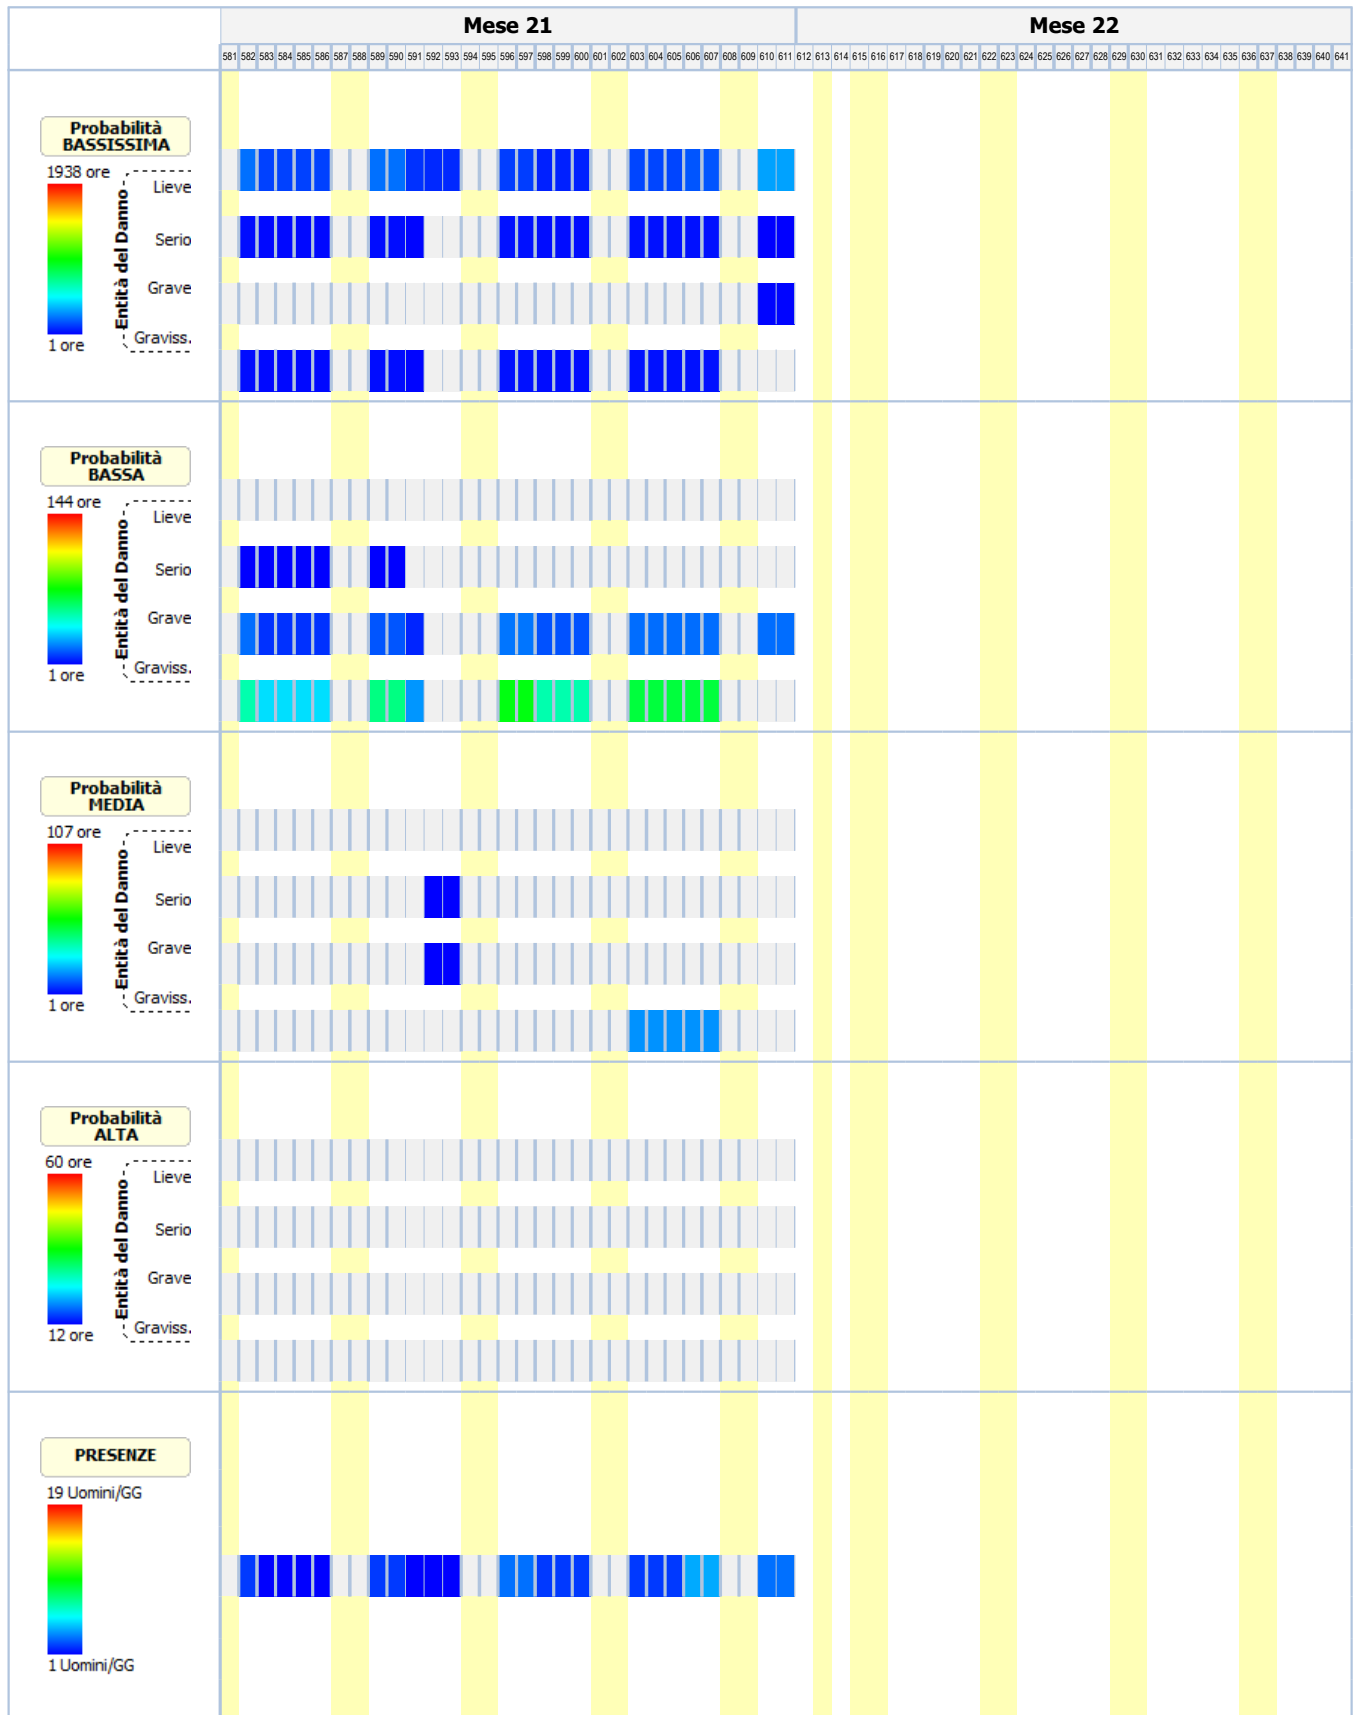 Mese 21 Mese 22
581 582 583 584 585 586 587 588 589 590 591 592 593 594 595 596 597 598 599 600 601 602 603 604 605 606 607 608 609 610 611 612 613 614 615 616 617 618 619 620 621 622 623 624 625 626 627 628 629 630 631 632 633 634 635 636 637 638 639 640 641
Probabilità
BASSISSIMA
1938 ore
Entità del Danno
Lieve
Serio
Grave
Graviss.
1 ore
Probabilità
BASSA
144 ore
Entità del Danno
Lieve
Serio
Grave
Graviss.
1 ore
Probabilità
MEDIA
107 ore
Entità del Danno
Lieve
Serio
Grave
Graviss.
1 ore
Probabilità
ALTA
60 ore
Entità del Danno
Lieve
Serio
Grave
Graviss.
12 ore
PRESENZE
19 Uomini/GG
1 Uomini/GG